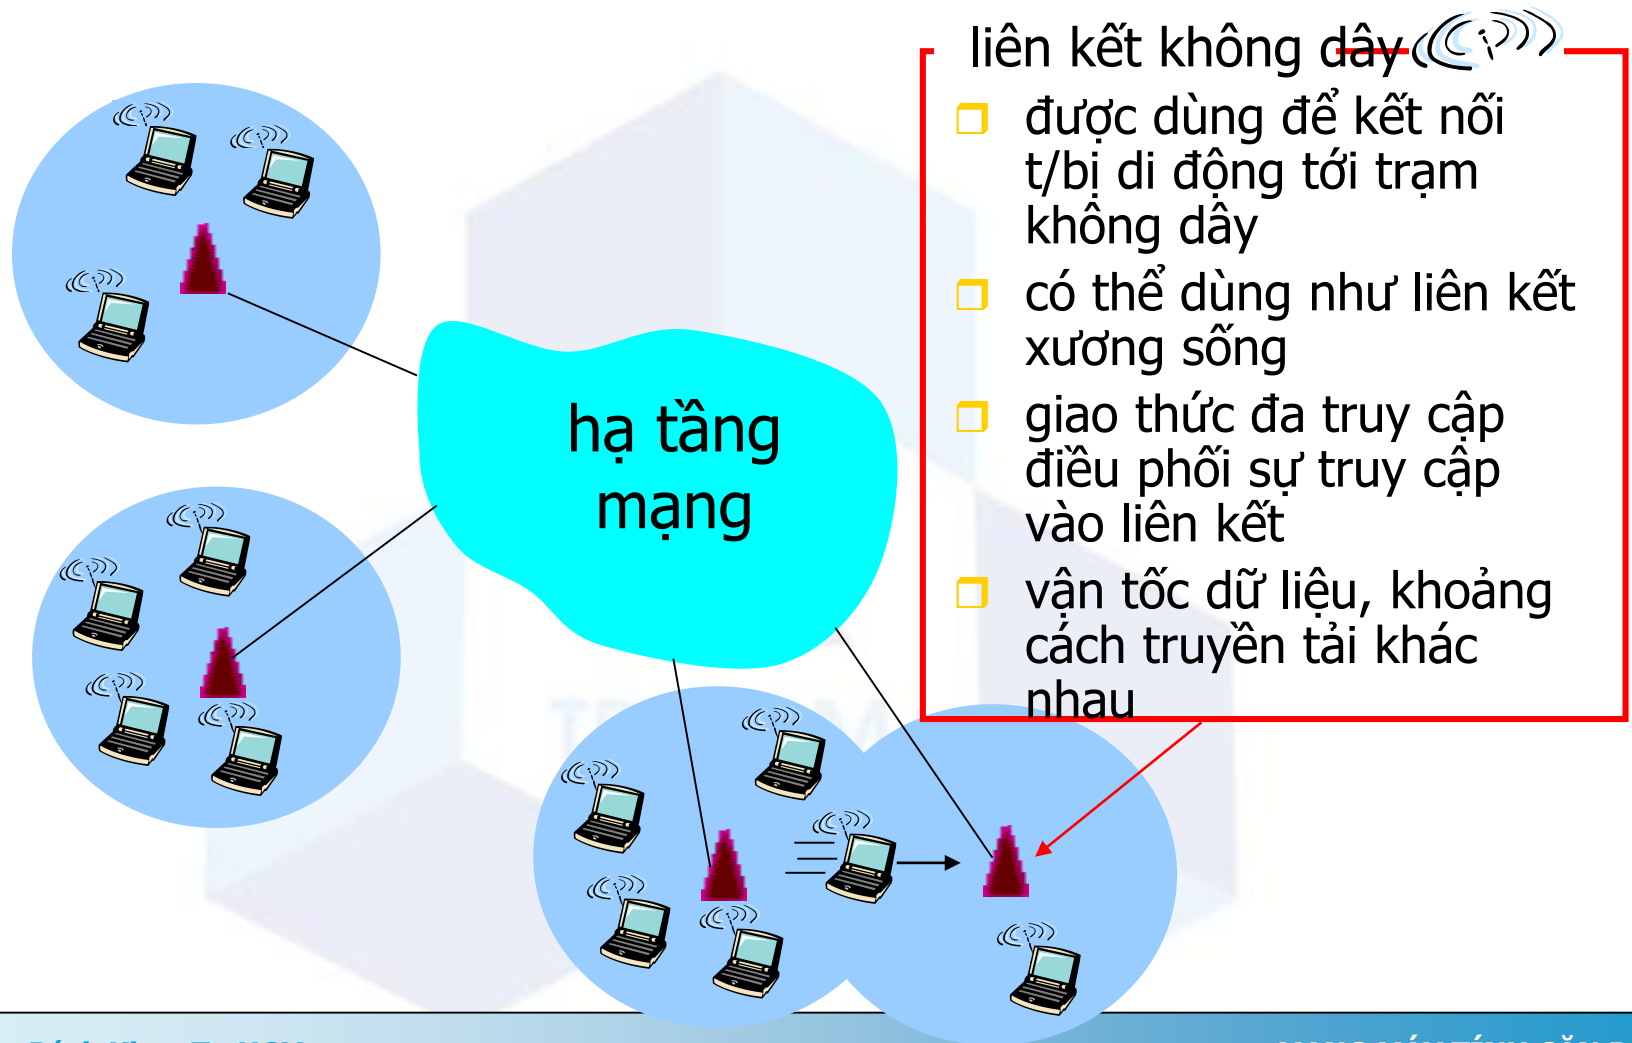 liên kết không dây
được dùng để kết nối
t/bị di động tới trạm
không dây
có thể dùng như liên kết
xương sống
giao thức đa truy cập
điều phối sự truy cập
vào liên kết
vận tốc dữ liệu, khoảng
cách truyền tải khác
nhau
hạ tầng
mạng